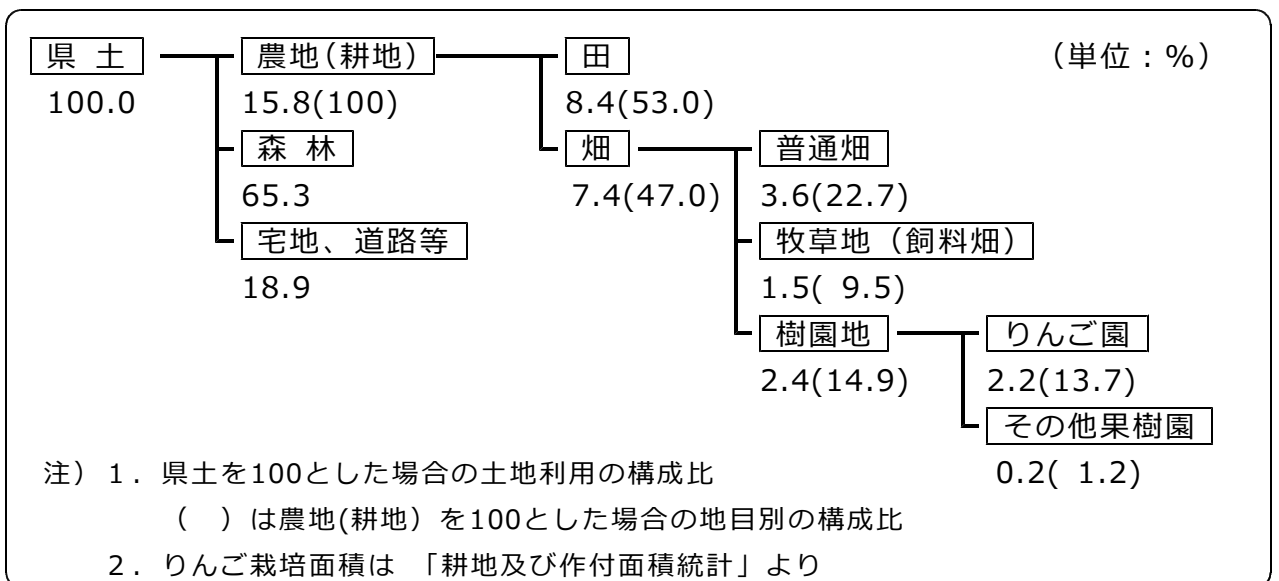 県 土 農地(耕地) 田 (単位：%)
100.0 15.8(100) 8.4(53.0)
森 林 畑 普通畑
65.3 7.4(47.0) 3.6(22.7)
宅地、道路等 牧草地（飼料畑）
18.9 1.5( 9.5)
樹園地 りんご園
2.4(14.9) 2.2(13.7)
その他果樹園
注）１．県土を100とした場合の土地利用の構成比 0.2( 1.2)
（　）は農地(耕地）を100とした場合の地目別の構成比
２．りんご栽培面積は 「耕地及び作付面積統計」より